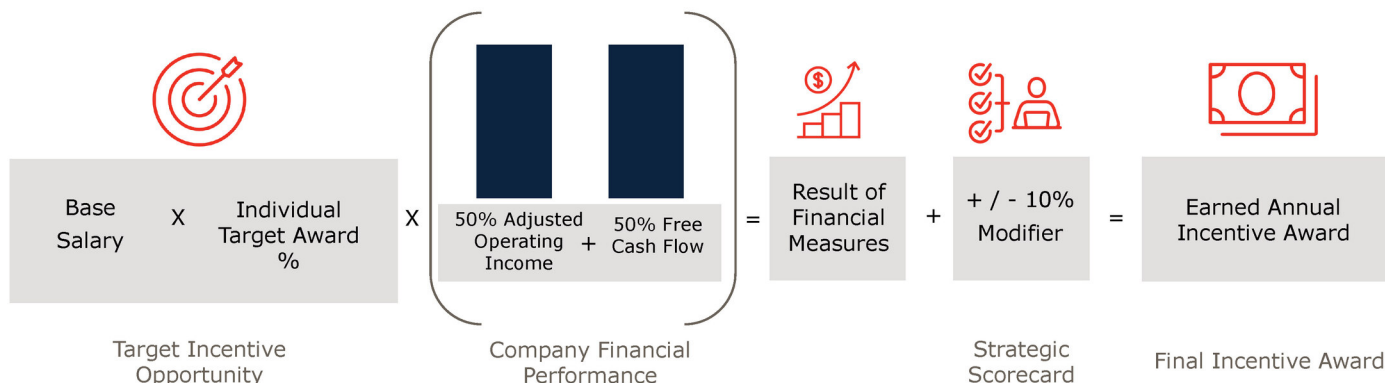 $
Base
Salary
X
Individual
Target Award
%
X
50% Adjusted
Operating
Income
+
50% Free
Cash Flow
=
Result of
Financial
Measures
+
+ / - 10%
Modifier
=
Earned Annual
Incentive Award
Target Incentive
Opportunity
Company Financial
Performance
Strategic
Scorecard
Final Incentive Award